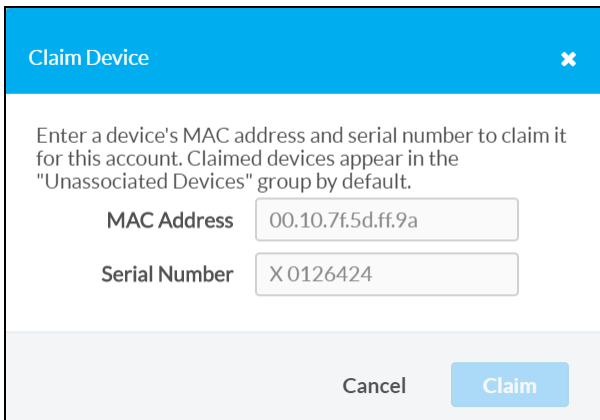 Claim Device
Enter a device's MAC address and serial number to claim it
for this account. Claimed devices appear in the
"Unassociated Devices" group by default.
MAC Address 00.10.7f.5d.ff.9a
Serial Number X 0126424
Cancel Claim